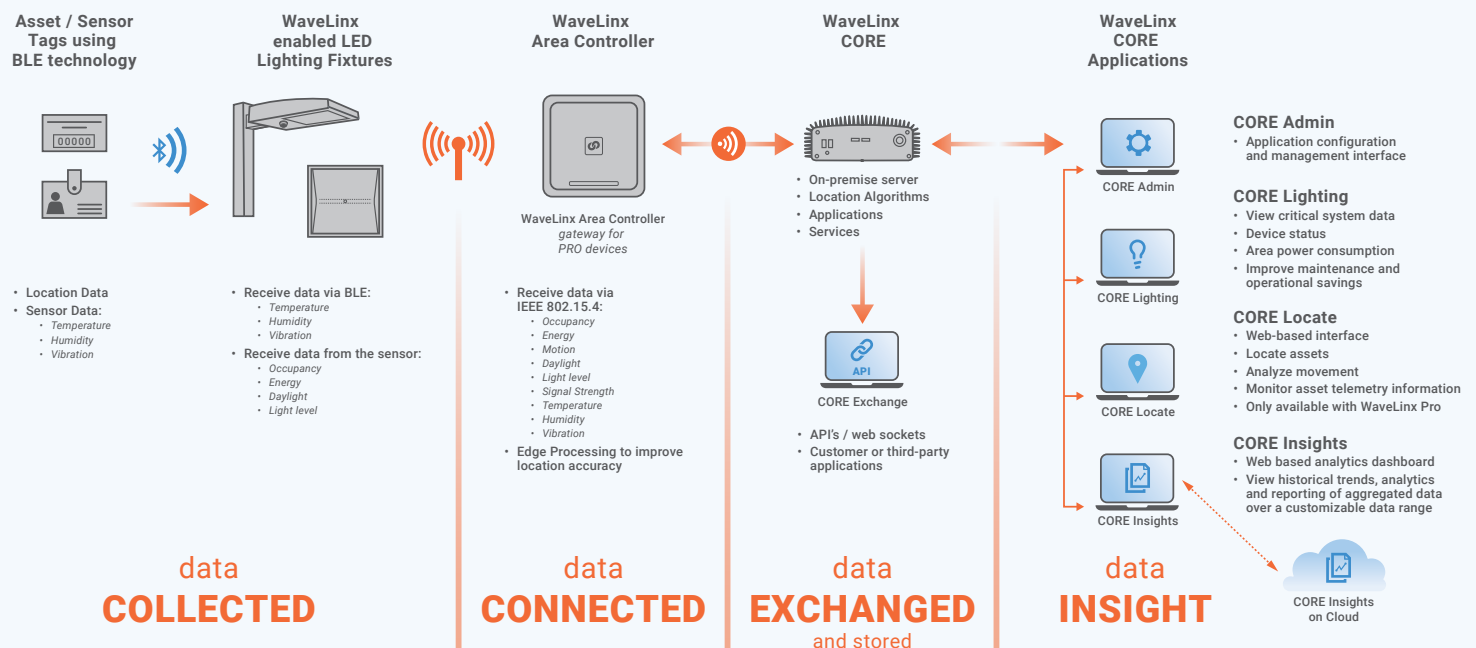 Asset / Sensor
Tags using
BLE technology
WaveLinx
enabled LED
Lighting Fixtures
WaveLinx
Area Controller
WaveLinx
CORE
WaveLinx
CORE
Applications
00000
WaveLinx Area Controller
gateway for
PRO devices
• On-premise server
• Location Algorithms
• Applications
• Services
CORE Admin
CORE Lighting
CORE Locate
CORE Insights
CORE Admin
• Application configuration
and management interface
CORE Lighting
• View critical system data
• Device status
• Area power consumption
• Improve maintenance and
operational savings
CORE Locate
• Web-based interface
• Locate assets
• Analyze movement
• Monitor asset telemetry information
• Only available with WaveLinx Pro
CORE Insights
• Web based analytics dashboard
• View historical trends, analytics
and reporting of aggregated data
over a customizable data range
• Location Data
• Sensor Data:
• Temperature
• Humidity
• Vibration
• Receive data via BLE:
• Temperature
• Humidity
• Vibration
• Receive data from the sensor:
• Occupancy
• Energy
• Daylight
• Light level
• Receive data via
IEEE 802.15.4:
• Occupancy
• Energy
• Motion
• Daylight
• Light level
• Signal Strength
• Temperature
• Humidity
• Vibration
• Edge Processing to improve
location accuracy
API
CORE Exchange
• API's / web sockets
• Customer or third-party
applications
data
COLLECTED
data
CONNECTED
data
EXCHANGED
and stored
data
INSIGHT
CORE Insights
on Cloud